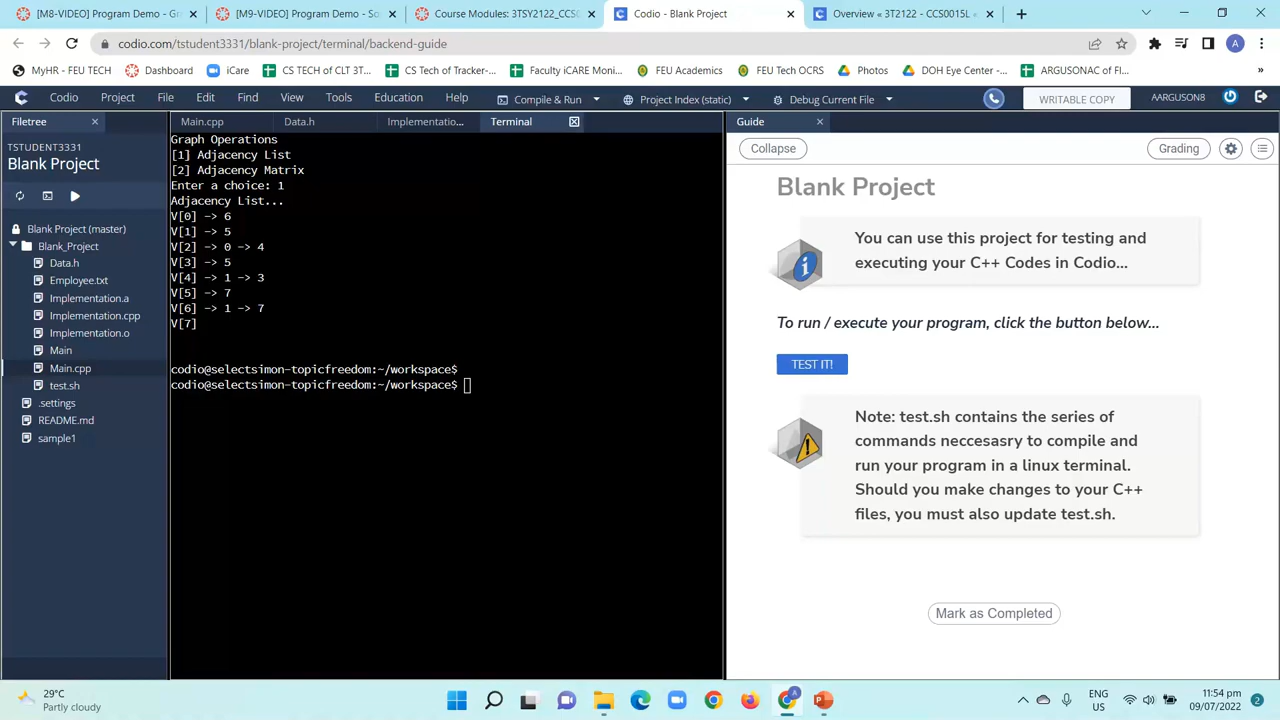 [M8-VIDEO] Program Demo - G
[M9-VIDEO] Program Demo - So
Course Modules: 3TSY2122_CCS0
Codio - Blank Project
Overview « 3T2122 - CCS0015L «
codio.com/tstudent3331/blank-project/terminal/backend-guide
A
MyHR - FEU TECH
Dashboard
iCare
CS TECH of CLT 3T...
CS Tech of Tracker-...
Faculty iCARE Moni...
FEU Academics
FEU Tech OCRS
Photos
DOH Eye Center -...
ARGUSONAC of Fl...
»
Codio Project File Edit Find View Tools Education Help Compile & Run Project Index (static) Debug Current File WRITABLE COPY AARGUSON8
Filetree
Main.cpp Data.h Implementatio... Terminal
Guide
TSTUDENT3331
Blank Project
Blank Project (master)
Blank_Project
Data.h
Employee.txt
Implementation.a
Implementation.cpp
Implementation.o
Main
Main.cpp
test.sh
.settings
README.md
sample1
Graph Operations
[1] Adjacency List
[2] Adjacency Matrix
Enter a choice: 1
Adjacency List...
V[0] -> 6
V[1] -> 5
V[2] -> 0 -> 4
V[3] -> 5
V[4] -> 1 -> 3
V[5] -> 7
V[6] -> 1 -> 7
V[7]
codio@selectsimon-topicfreedom:~/workspace$
codio@selectsimon-topicfreedom:~/workspace$
Collapse
Grading
Blank Project
You can use this project for testing and
executing your C++ Codes in Codio...
To run / execute your program, click the button below...
TEST IT!
Note: test.sh contains the series of
commands neccesasry to compile and
run your program in a linux terminal.
Should you make changes to your C++
files, you must also update test.sh.
Mark as Completed
29°C
Partly cloudy
A
ENG
US
11:54 pm
09/07/2022
2